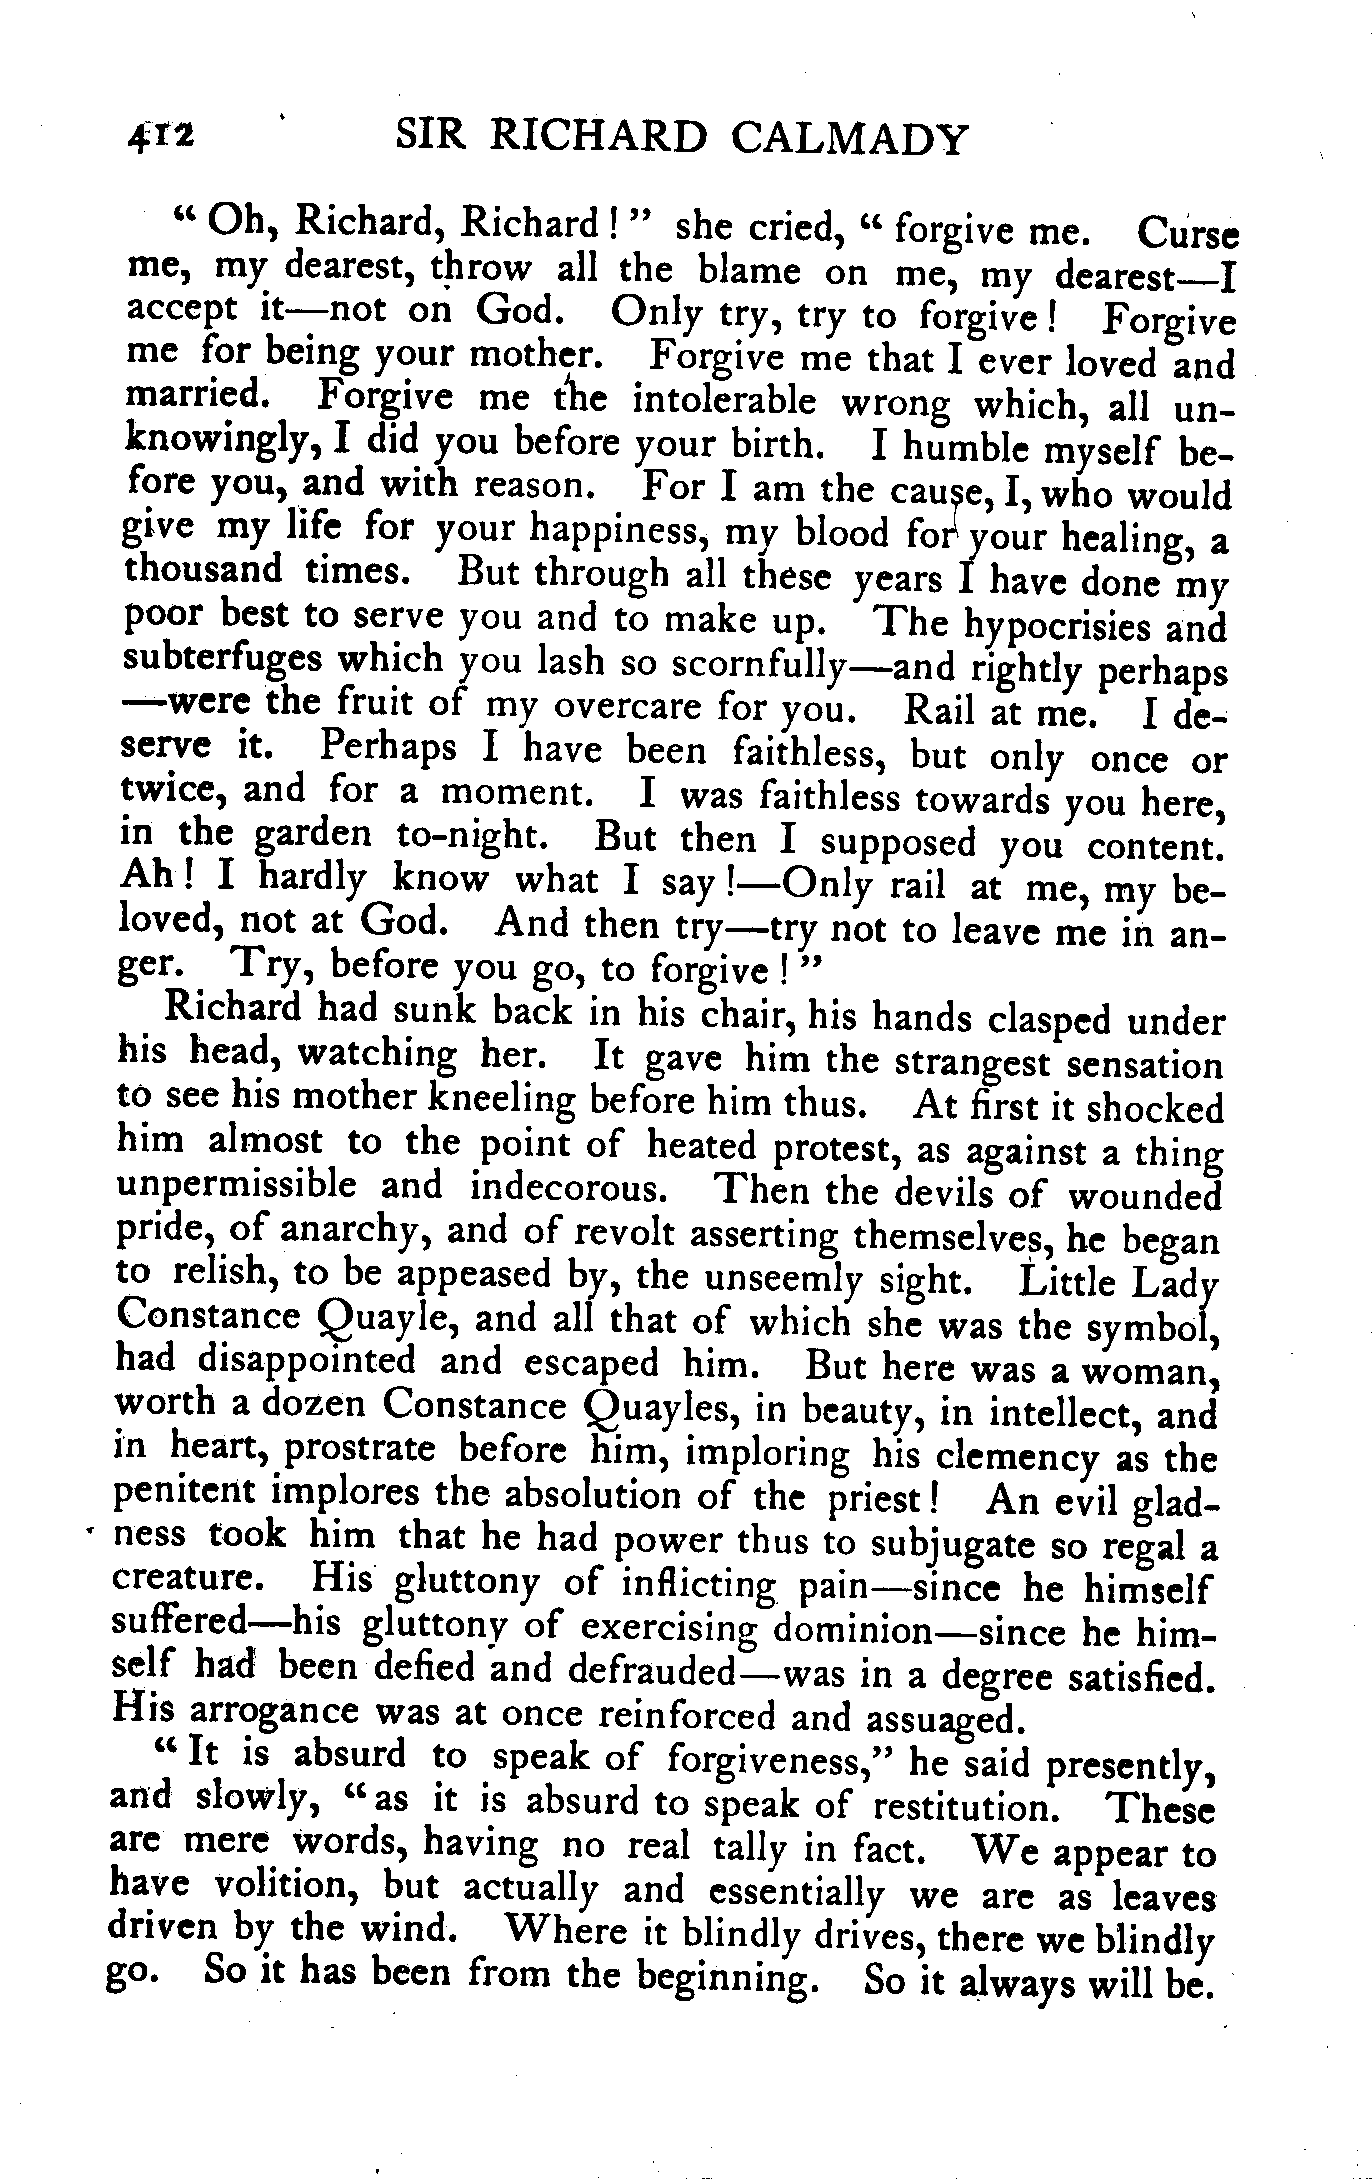 412 SIR RICHARD CALMADY
“ Oh, Richard, Richard ! ” she cried, “ forgive me. Curse
me, my dearest, throw all the blame on me, my dearest—I
accept it—not on God. Only try, try to forgive ! Forgive
me for being your mother. Forgive me that I ever loved and
married. Forgive me the intolerable wrong which, all un-
knowingly, I did you before your birth. I humble myself be-
fore you, and with reason. For I am the cause, I, who would
give my life for your happiness, my blood for your healing, a
thousand times. But through all these years I have done my
poor best to serve you and to make up. The hypocrisies and
subterfuges which you lash so scornfully—and rightly perhaps
—were the fruit of my overcare for you. Rail at me. I de-
serve it. Perhaps I have been faithless, but only once or
twice, and for a moment. I was faithless towards you here,
in the garden to-night. But then I supposed you content.
Ah ! I hardly know what I say !—Only rail at me, my be-
loved, not at God. And then try—try not to leave me in an-
ger. Try, before you go, to forgive ! ”
Richard had sunk back in his chair, his hands clasped under
his head, watching her. It gave him the strangest sensation
to see his mother kneeling before him thus. At first it shocked
him almost to the point of heated protest, as against a thing
unpermissible and indecorous. Then the devils of wounded
pride, of anarchy, and of revolt asserting themselves, he began
to relish, to be appeased by, the unseemly sight. Little Lady
Constance Quayle, and all that of which she was the symbol,
had disappointed and escaped him. But here was a woman,
worth a dozen Constance Quayles, in beauty, in intellect, and
in heart, prostrate before him, imploring his clemency as the
penitent implores the absolution of the priest ! An evil glad-
ness took him that he had power thus to subjugate so regal a
creature. His gluttony of inflicting pain—since he himself
suffered—his gluttony of exercising dominion—since he him-
self had been defied and defrauded—was in a degree satisfied.
His arrogance was at once reinforced and assuaged.
“ It is absurd to speak of forgiveness,” he said presently,
and slowly, “ as it is absurd to speak of restitution. These
are mere words, having no real tally in fact. We appear to
have volition, but actually and essentially we are as leaves
driven by the wind. Where it blindly drives, there we blindly
go. So it has been from the beginning. So it always will be.